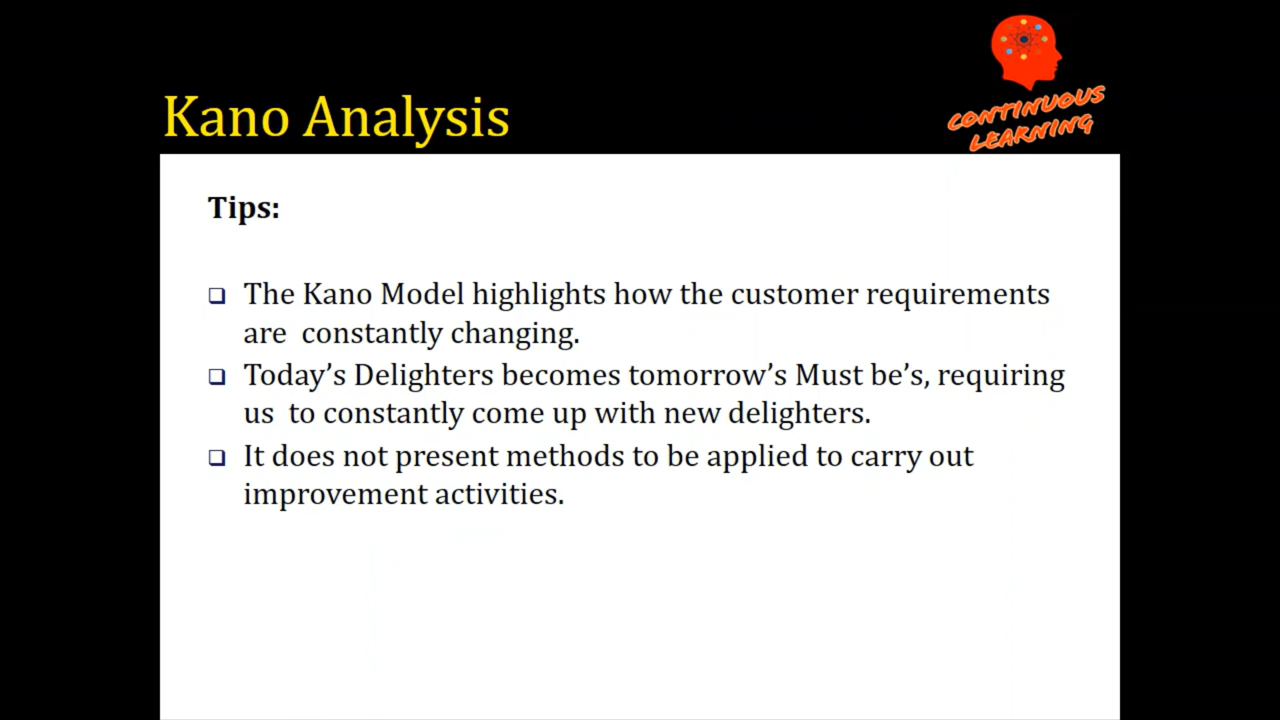 CONTINUOUS
LEARNING
Kano Analysis
Tips:
❑ The Kano Model highlights how the customer requirements
are constantly changing.
❑ Today’s Delighters becomes tomorrow’s Must be’s, requiring
us to constantly come up with new delighters.
❑ It does not present methods to be applied to carry out
improvement activities.